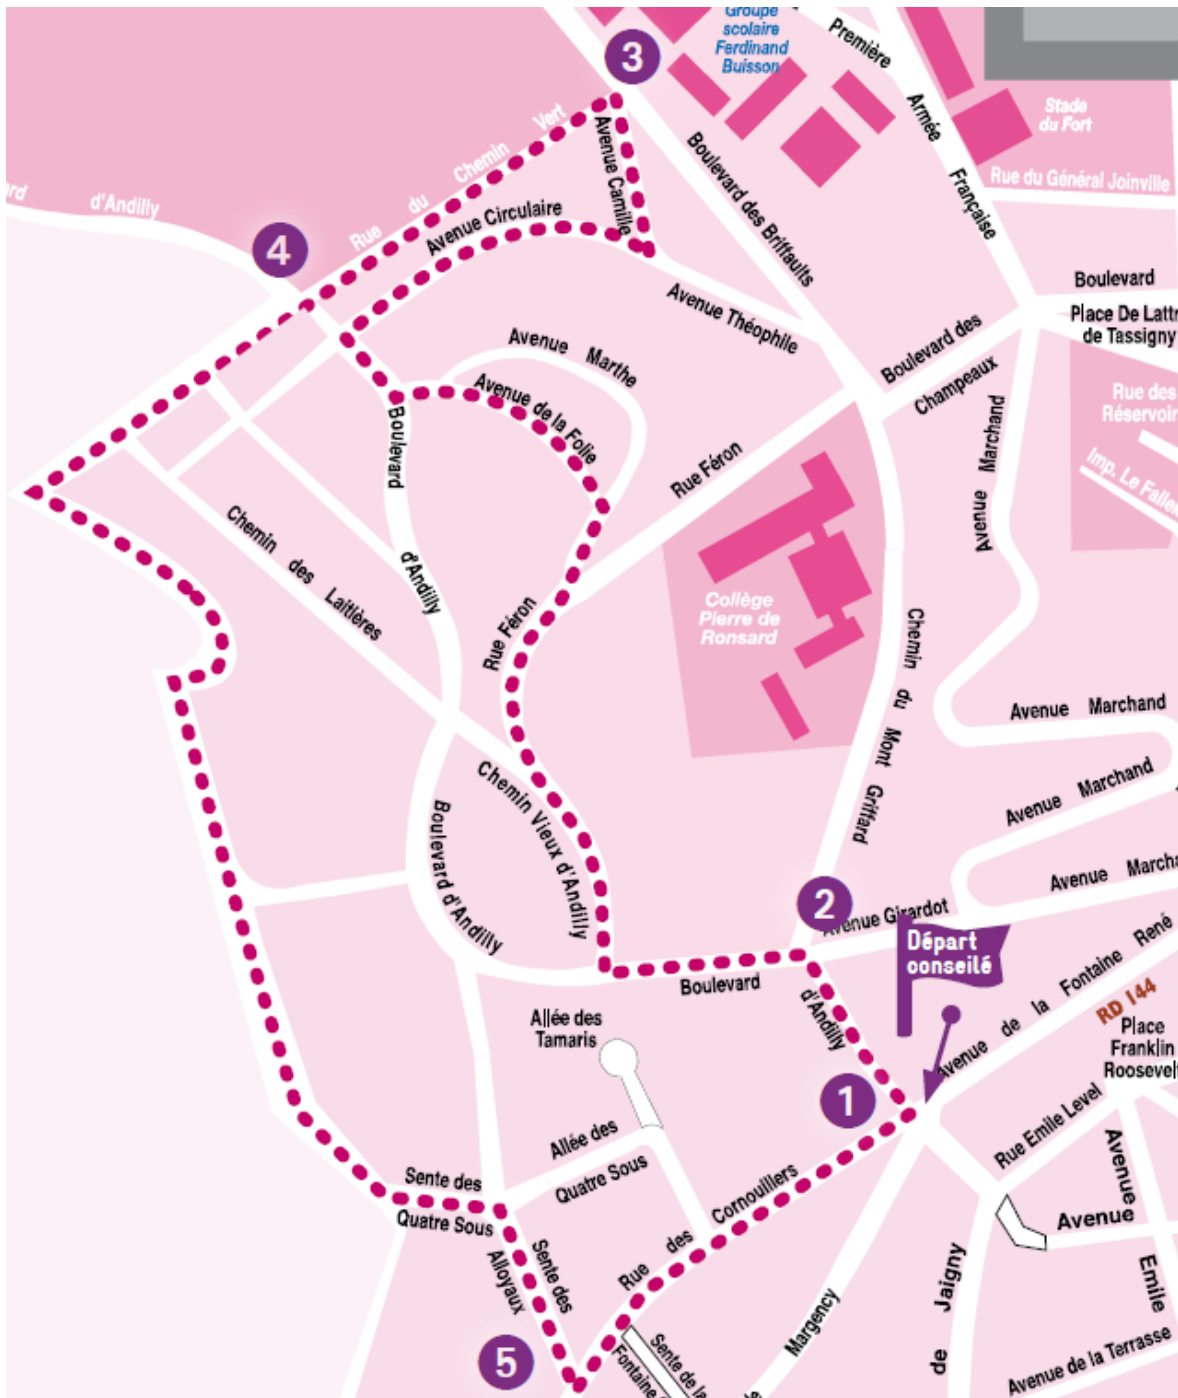 Groupe
scolaire
Ferdinand
Buisson
3
Première
Armée
Française
Stade
du Fort
Rue du Général Joinville
Rue du Chemin Vert
Avenue Camille
Boulevard des Briffaults
d'Andilly
4
Avenue Circulaire
Avenue Théophile
Boulevard
Place De Lattr
de Tassigny
Boulevard des
Champeaux
Avenue Marthe
Avenue de la Folie
Rue des
Réservoir
Imp. Le Falle
Avenue Marchand
Rue Féron
Boulevard
d'Andilly
Chemin des Laitières
Collège
Pierre de
Ronsard
Rue Féron
Chemin du Mont Griffard
Avenue Marchand
Avenue Marchand
Avenue Marcha
Chemin Vieux d'Andilly
Boulevard d'Andilly
2
Avenue Girardot
Départ
conseilé
Boulevard
d'Andilly
Avenue de la Fontaine René
RD 144
Allée des
Tamaris
Place
Franklin
Roosevelt
1
Rue Emile Level
Allée des
Quatre Sous
Avenue
Emile
Avenue
Sente des
Quatre Sous
Sente des
Alloyaux
Rue des Cornouillers
Margency
de Jaigny
5
Sente de la
Fontaine
Avenue de la Terrasse